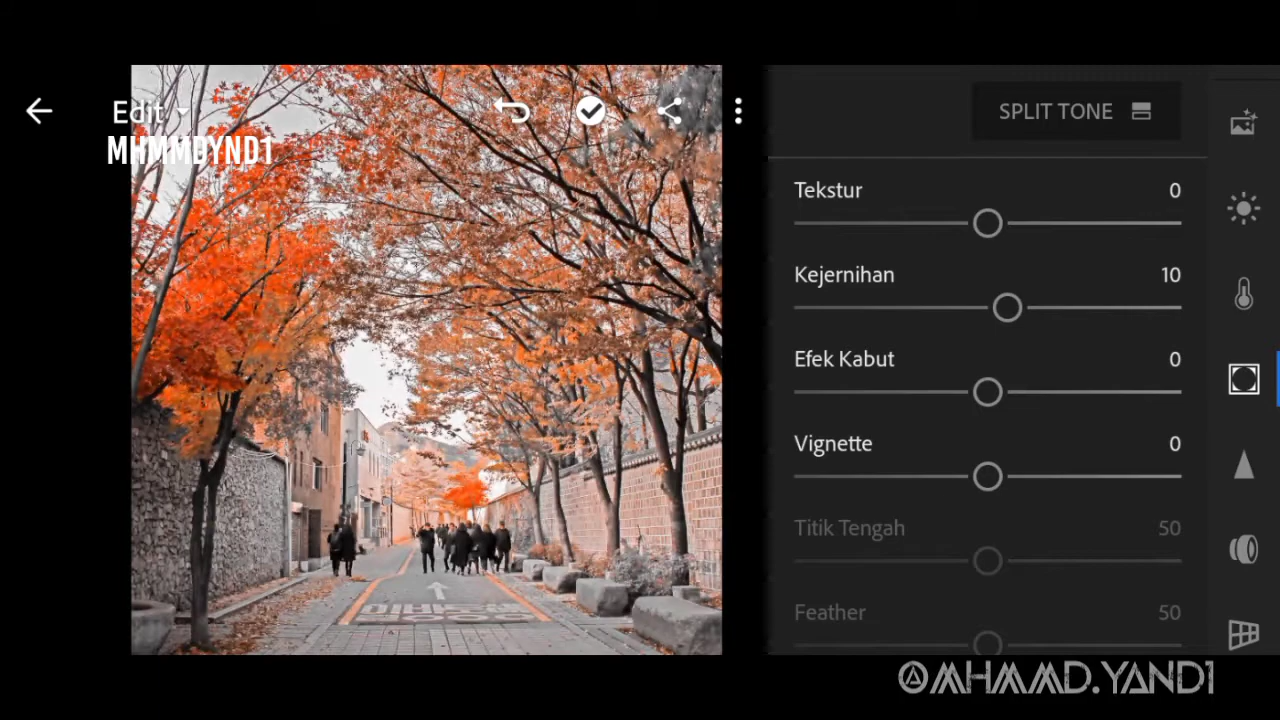 Edit
MHMMDYND1
SPLIT TONE
Tekstur 0
Kejernihan 10
Efek Kabut 0
Vignette 0
Titik Tengah 50
Feather 50
@MHMMD.YAND1